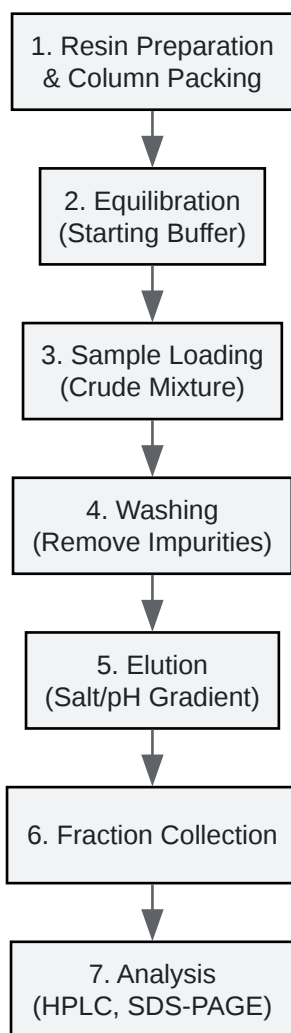 1. Resin Preparation
& Column Packing
2. Equilibration
(Starting Buffer)
3. Sample Loading
(Crude Mixture)
4. Washing
(Remove Impurities)
5. Elution
(Salt/pH Gradient)
6. Fraction Collection
7. Analysis
(HPLC, SDS-PAGE)